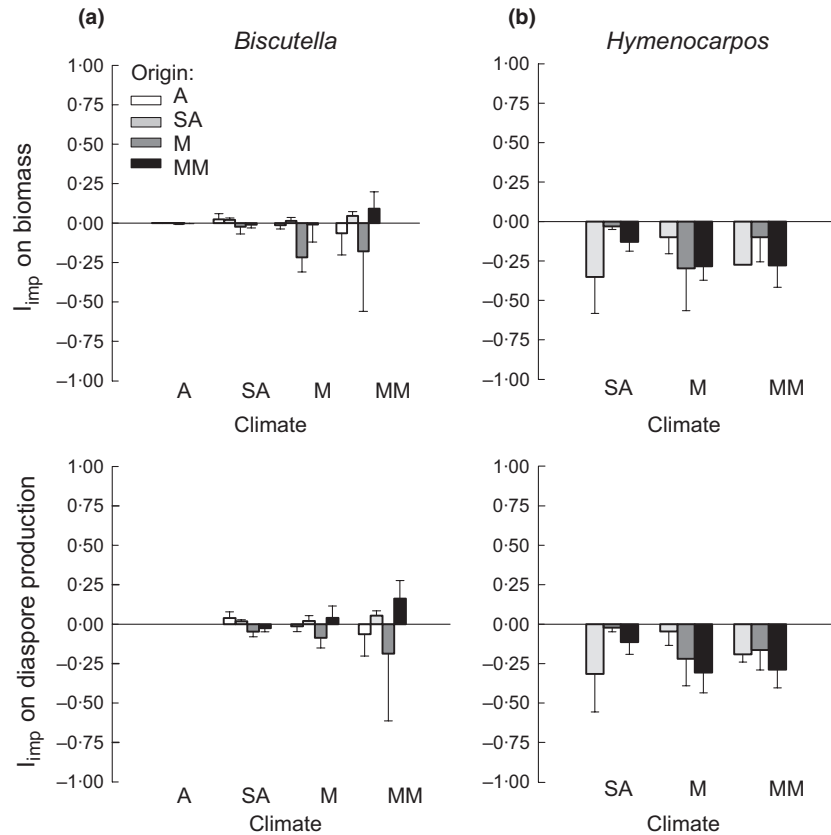 (a)
(b)
Biscutella
Hymenocarpos
Origin:
A
SA
M
MM
I_imp on biomass
1·00
0·75
0·50
0·25
0·00
–0·25
–0·50
–0·75
–1·00
A SA M MM
Climate
1·00
0·75
0·50
0·25
0·00
–0·25
–0·50
–0·75
–1·00
SA M MM
Climate
I_imp on diaspore production
1·00
0·75
0·50
0·25
0·00
–0·25
–0·50
–0·75
–1·00
A SA M MM
Climate
1·00
0·75
0·50
0·25
0·00
–0·25
–0·50
–0·75
–1·00
SA M MM
Climate